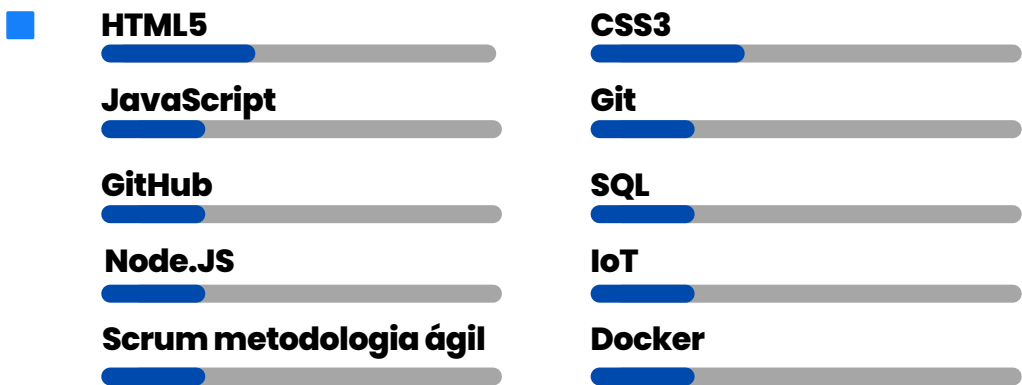 HTML5
CSS3
JavaScript
Git
GitHub
SQL
Node.JS
IoT
Scrum metodologia ágil
Docker